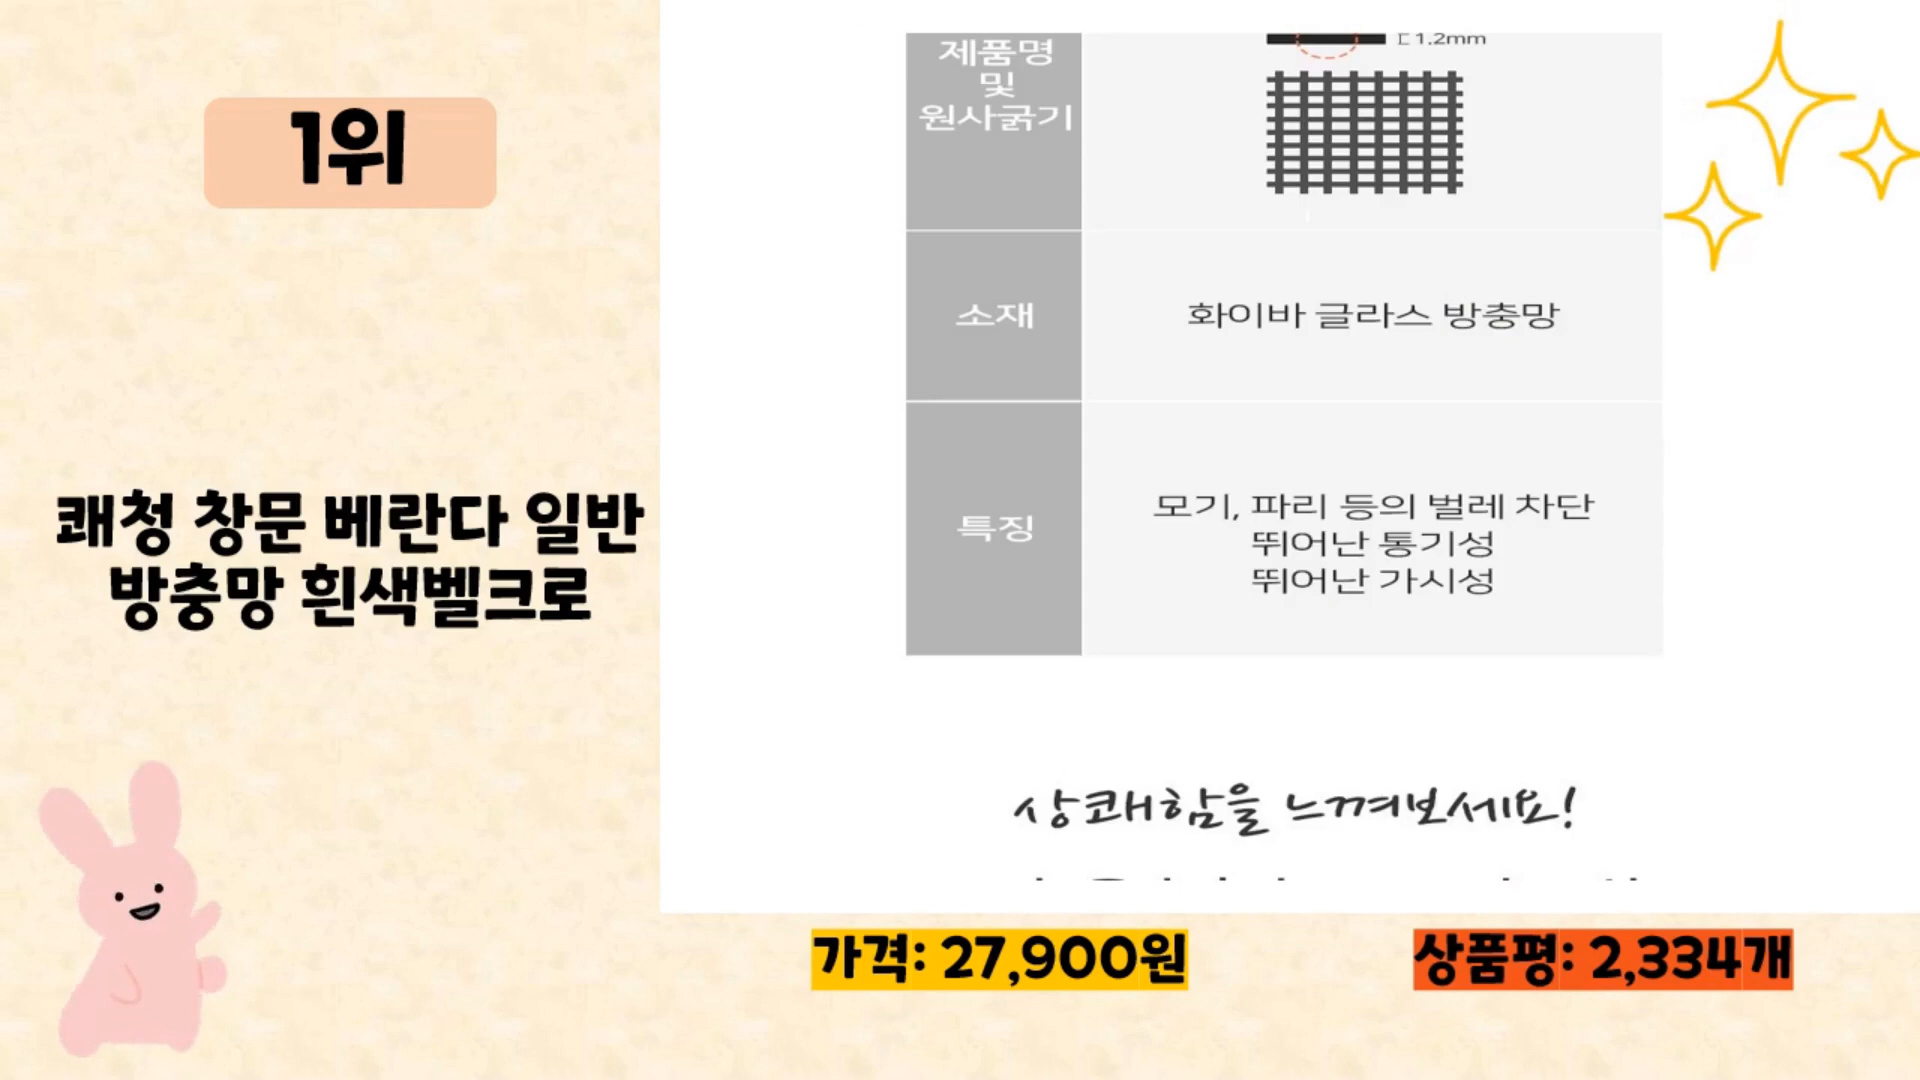 1위
쾌청 창문 베란다 일반
방충망 흰색벨크로
제품명
및
원사굵기
1.2mm
소재
화이바 글라스 방충망
특징
모기, 파리 등의 벌레 차단
뛰어난 통기성
뛰어난 가시성
상쾌함을 느껴보세요!
가격: 27,900원
상품평: 2,334개